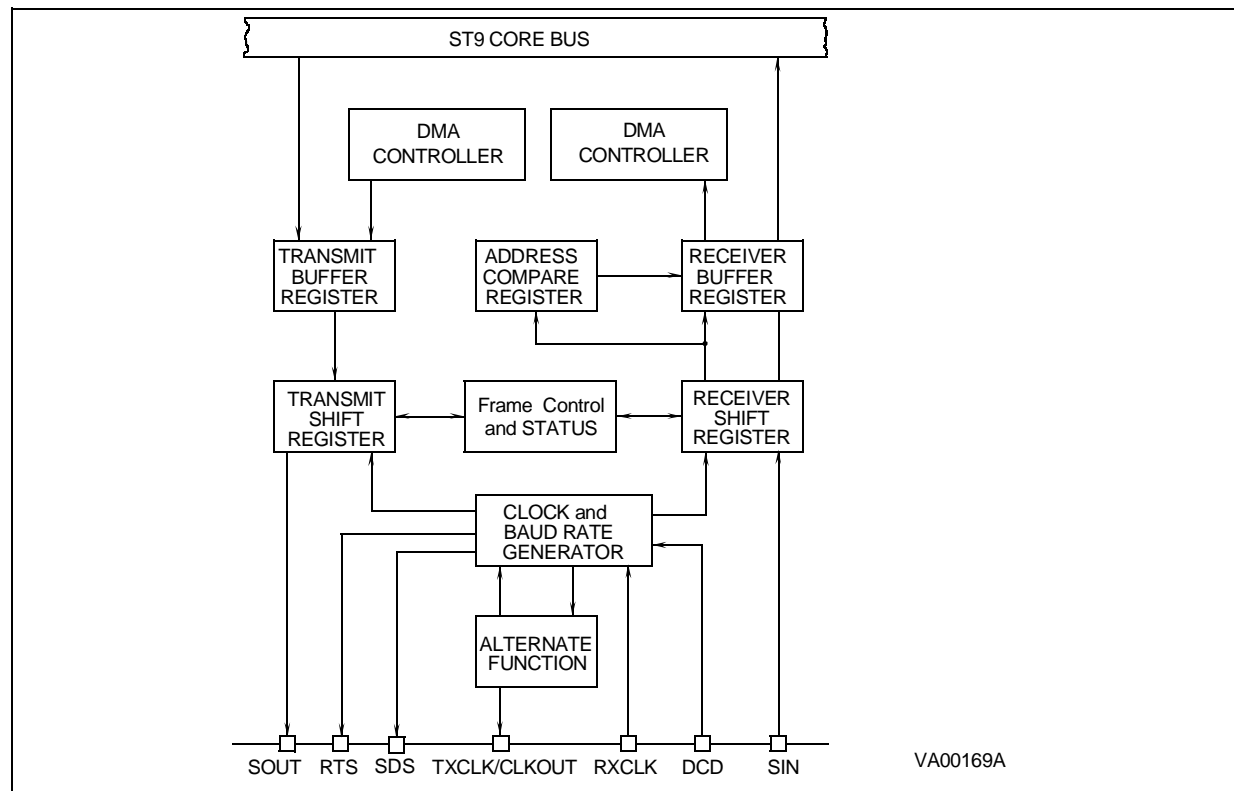 ST9 CORE BUS
DMA
CONTROLLER
DMA
CONTROLLER
TRANSMIT
BUFFER
REGISTER
ADDRESS
COMPARE
REGISTER
RECEIVER
BUFFER
REGISTER
TRANSMIT
SHIFT
REGISTER
Frame Control
and STATUS
RECEIVER
SHIFT
REGISTER
CLOCK and
BAUD RATE
GENERATOR
ALTERNATE
FUNCTION
SOUT RTS SDS TXCLK/CLKOUT RXCLK DCD SIN
VA00169A